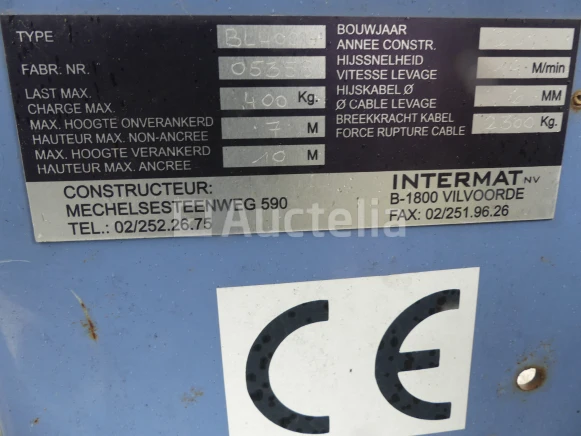 TYPE
FABR. NR.
LAST MAX. 400 Kg.
CHARGE MAX.
MAX. HOOGTE ONVERANKERD 7 M
HAUTEUR MAX. NON-ANCREE
MAX. HOOGTE VERANKERD 10 M
HAUTEUR MAX. ANCREE
BOUWJAAR
ANNEE CONSTR.
HIJSSNELHEID M/min
VITESSE LEVAGE
HIJSKABEL Ø MM
Ø CABLE LEVAGE
BREEKKRACHT KABEL Kg.
FORCE RUPTURE CABLE
CONSTRUCTEUR:
MECHELSESTEENWEG 590
TEL.: 02/252.26.75
INTERMAT NV
B-1800 VILVOORDE
FAX: 02/251.96.26
Auctelia
CE